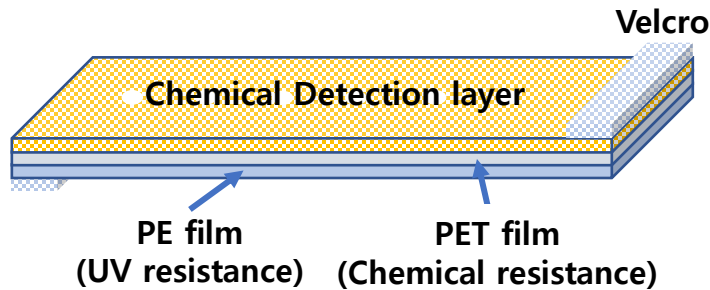 Velcro
Chemical Detection layer
PE film
(UV resistance)
PET film
(Chemical resistance)